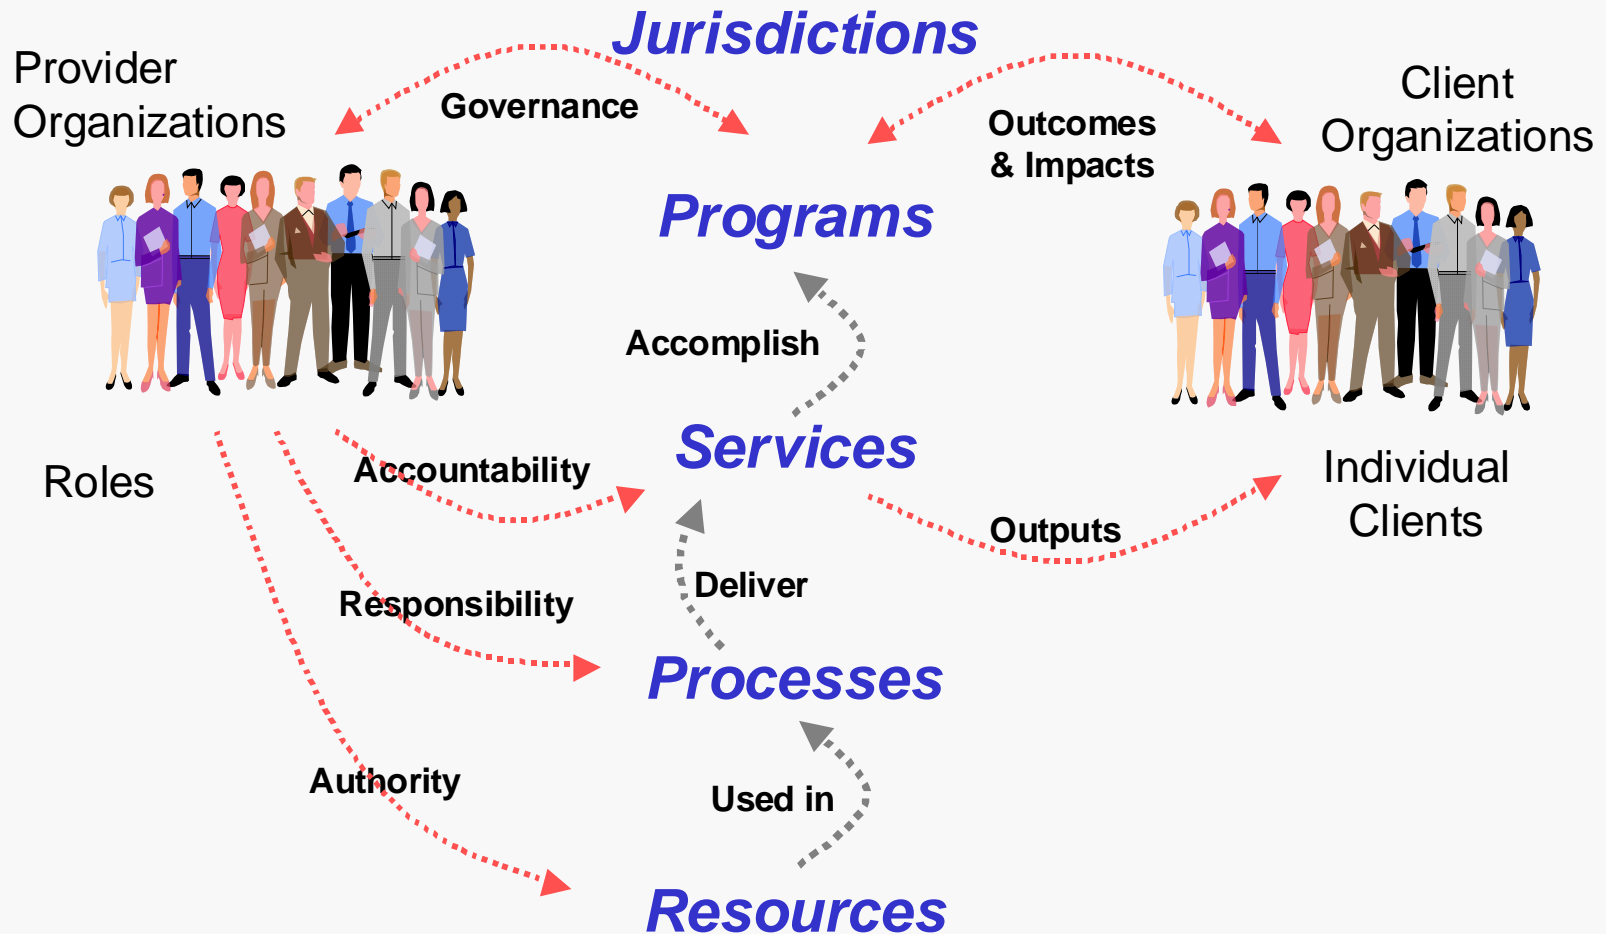 Jurisdictions
Provider
Organizations
Governance
Outcomes
& Impacts
Client
Organizations
Programs
Accomplish
Services
Roles
Accountability
Individual
Clients
Outputs
Deliver
Responsibility
Processes
Authority
Used in
Resources